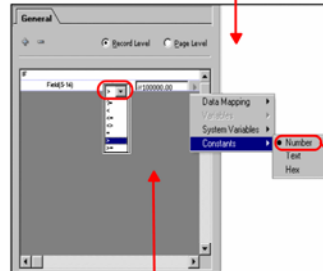 General
Record Level
Page Level
IF
Field(5-16)
>
#100000.00
>=
<
<=
<>
=
>
>=
Data Mapping
Variables
System Variables
Constants
Number
Text
Hex